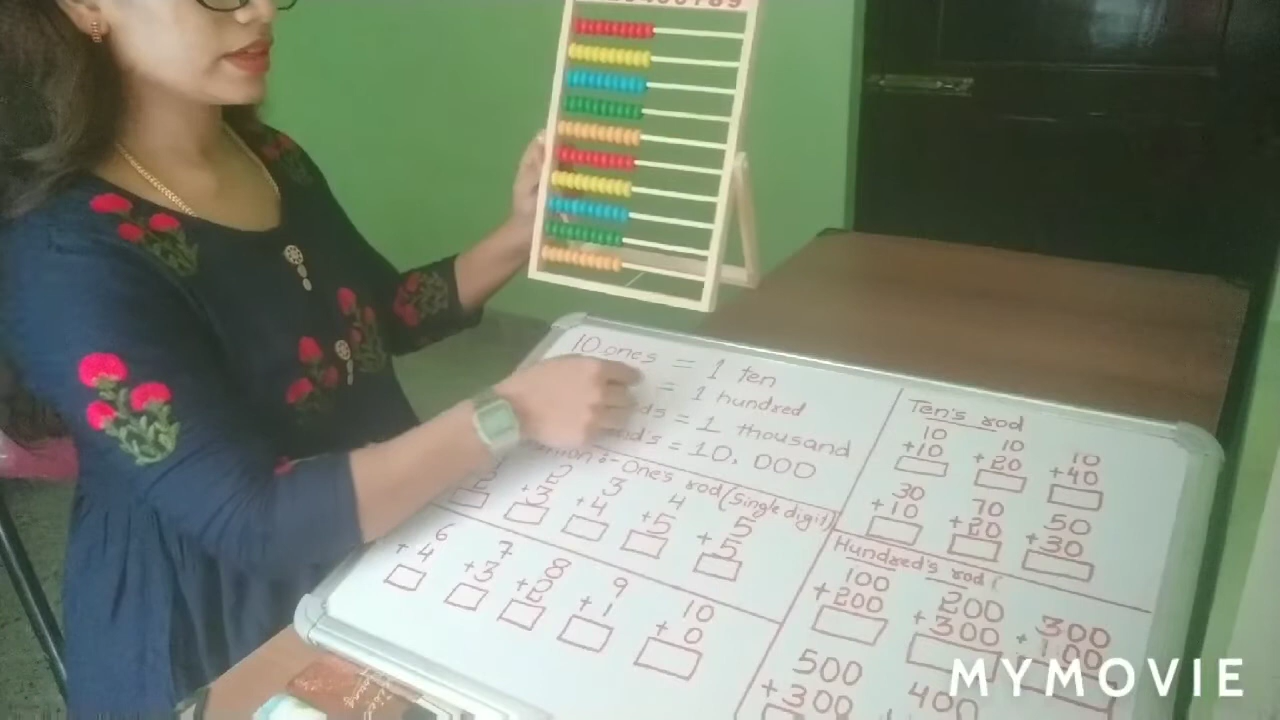 10 ones = 1 ten
= 1 hundred
ds = 1 thousand
and's = 10,000
One's rod (Single digit)
2 3 4 5
+3 +4 +5 +5
6 7 8 9 10
+4 +3 +2 +1 +0
Ten's rod
10 10 10
+10 +20 +40
30 70 50
+10 +20 +30
Hundred's rod
100 200 300
+200 +300 +100
500 400
+300
MYMOVIE